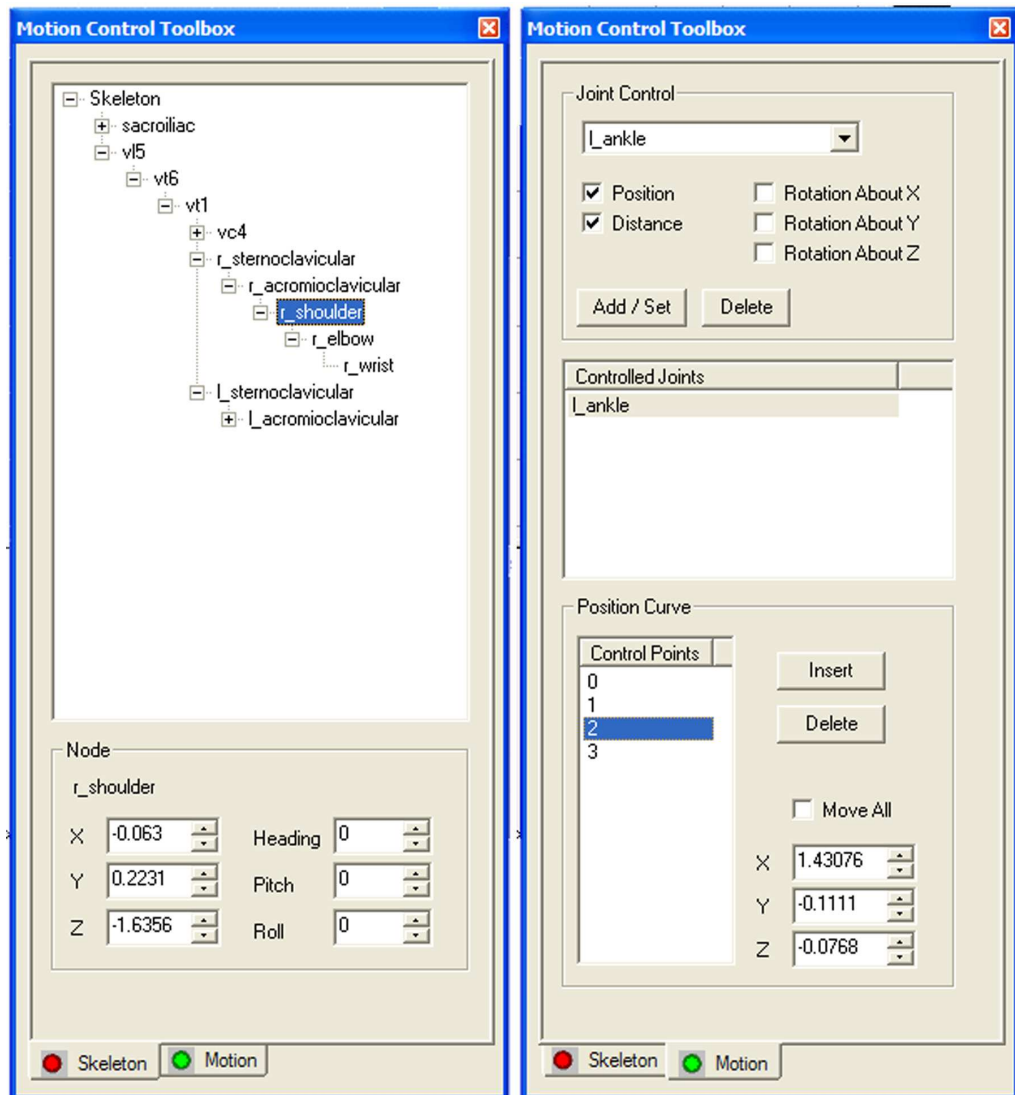 Motion Control Toolbox
Skeleton
sacroiliac
vl5
vt6
vt1
vc4
r_sternoclavicular
r_acromioclavicular
r_shoulder
r_elbow
r_wrist
l_sternoclavicular
l_acromioclavicular
Node
r_shoulder
X -0.063 Heading 0
Y 0.2231 Pitch 0
Z -1.6356 Roll 0
Skeleton Motion
Motion Control Toolbox
Joint Control
l_ankle
Position Rotation About X
Distance Rotation About Y
Rotation About Z
Add / Set Delete
Controlled Joints
l_ankle
Position Curve
Control Points
0
1
2
3
Insert
Delete
Move All
X 1.43076
Y -0.1111
Z -0.0768
Skeleton Motion